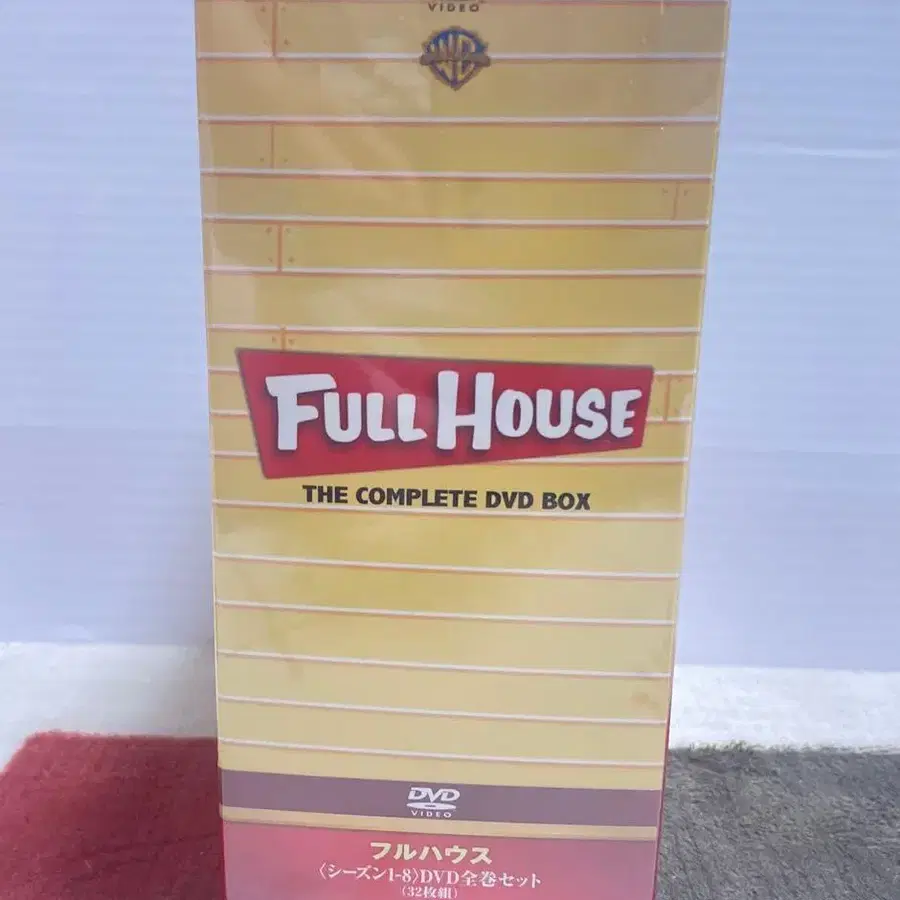 VIDEO
WB
FULL HOUSE
THE COMPLETE DVD BOX
DVD
VIDEO
フルハウス
〈シーズン1-8〉DVD全巻セット
(32枚組)